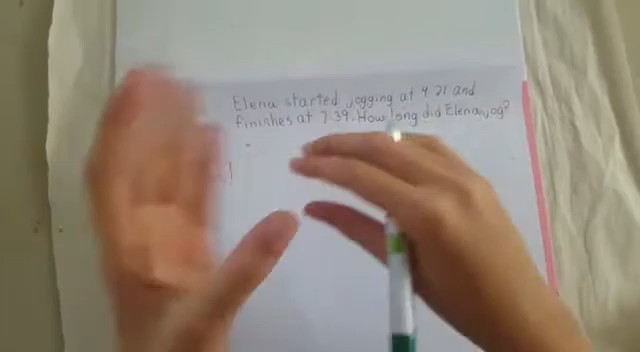 Elena started jogging at 4 21 and
finishes at 7 39. How long did Elena jog?